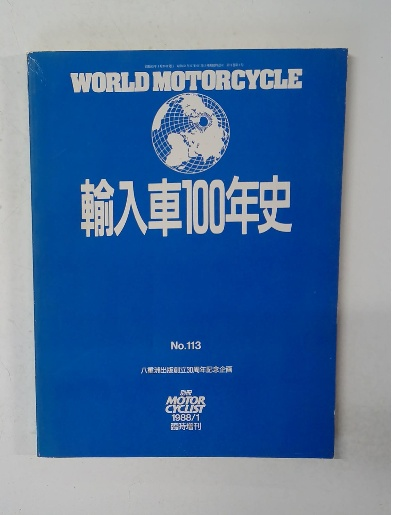 WORLD MOTORCYCLE
輸入車100年史
No.113
八重洲出版創立30周年記念企画
別冊
MOTOR
CYCLIST
1988/1
臨時増刊